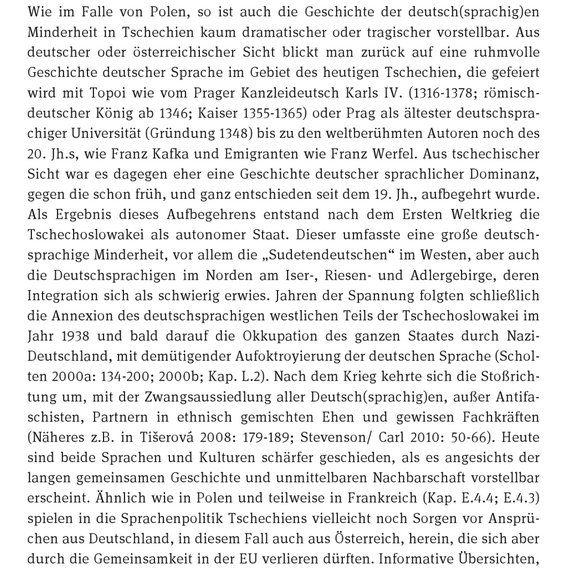 Wie im Falle von Polen, so ist auch die Geschichte der deutsch(sprachig)en
Minderheit in Tschechien kaum dramatischer oder tragischer vorstellbar. Aus
deutscher oder österreichischer Sicht blickt man zurück auf eine ruhmvolle
Geschichte deutscher Sprache im Gebiet des heutigen Tschechien, die gefeiert
wird mit Topoi wie vom Prager Kanzleideutsch Karls IV. (1316-1378; römisch-
deutscher König ab 1346; Kaiser 1355-1365) oder Prag als ältester deutschspra-
chiger Universität (Gründung 1348) bis zu den weltberühmten Autoren noch des
20. Jh.s, wie Franz Kafka und Emigranten wie Franz Werfel. Aus tschechischer
Sicht war es dagegen eher eine Geschichte deutscher sprachlicher Dominanz,
gegen die schon früh, und ganz entschieden seit dem 19. Jh., aufbegehrt wurde.
Als Ergebnis dieses Aufbegehrens entstand nach dem Ersten Weltkrieg die
Tschechoslowakei als autonomer Staat. Dieser umfasste eine große deutsch-
sprachige Minderheit, vor allem die „Sudetendeutschen“ im Westen, aber auch
die Deutschsprachigen im Norden am Iser-, Riesen- und Adlergebirge, deren
Integration sich als schwierig erwies. Jahren der Spannung folgten schließlich
die Annexion des deutschsprachigen westlichen Teils der Tschechoslowakei im
Jahr 1938 und bald darauf die Okkupation des ganzen Staates durch Nazi-
Deutschland, mit demütigender Aufoktroyierung der deutschen Sprache (Schol-
ten 2000a: 134-200; 2000b; Kap. L.2). Nach dem Krieg kehrte sich die Stoßrich-
tung um, mit der Zwangsaussiedlung aller Deutsch(sprachig)en, außer Antifa-
schisten, Partnern in ethnisch gemischten Ehen und gewissen Fachkräften
(Näheres z.B. in Tišerová 2008: 179-189; Stevenson/ Carl 2010: 50-66). Heute
sind beide Sprachen und Kulturen schärfer geschieden, als es angesichts der
langen gemeinsamen Geschichte und unmittelbaren Nachbarschaft vorstellbar
erscheint. Ähnlich wie in Polen und teilweise in Frankreich (Kap. E.4.4; E.4.3)
spielen in die Sprachenpolitik Tschechiens vielleicht noch Sorgen vor Ansprü-
chen aus Deutschland, in diesem Fall auch aus Österreich, herein, die sich aber
durch die Gemeinsamkeit in der EU verlieren dürften. Informative Übersichten,